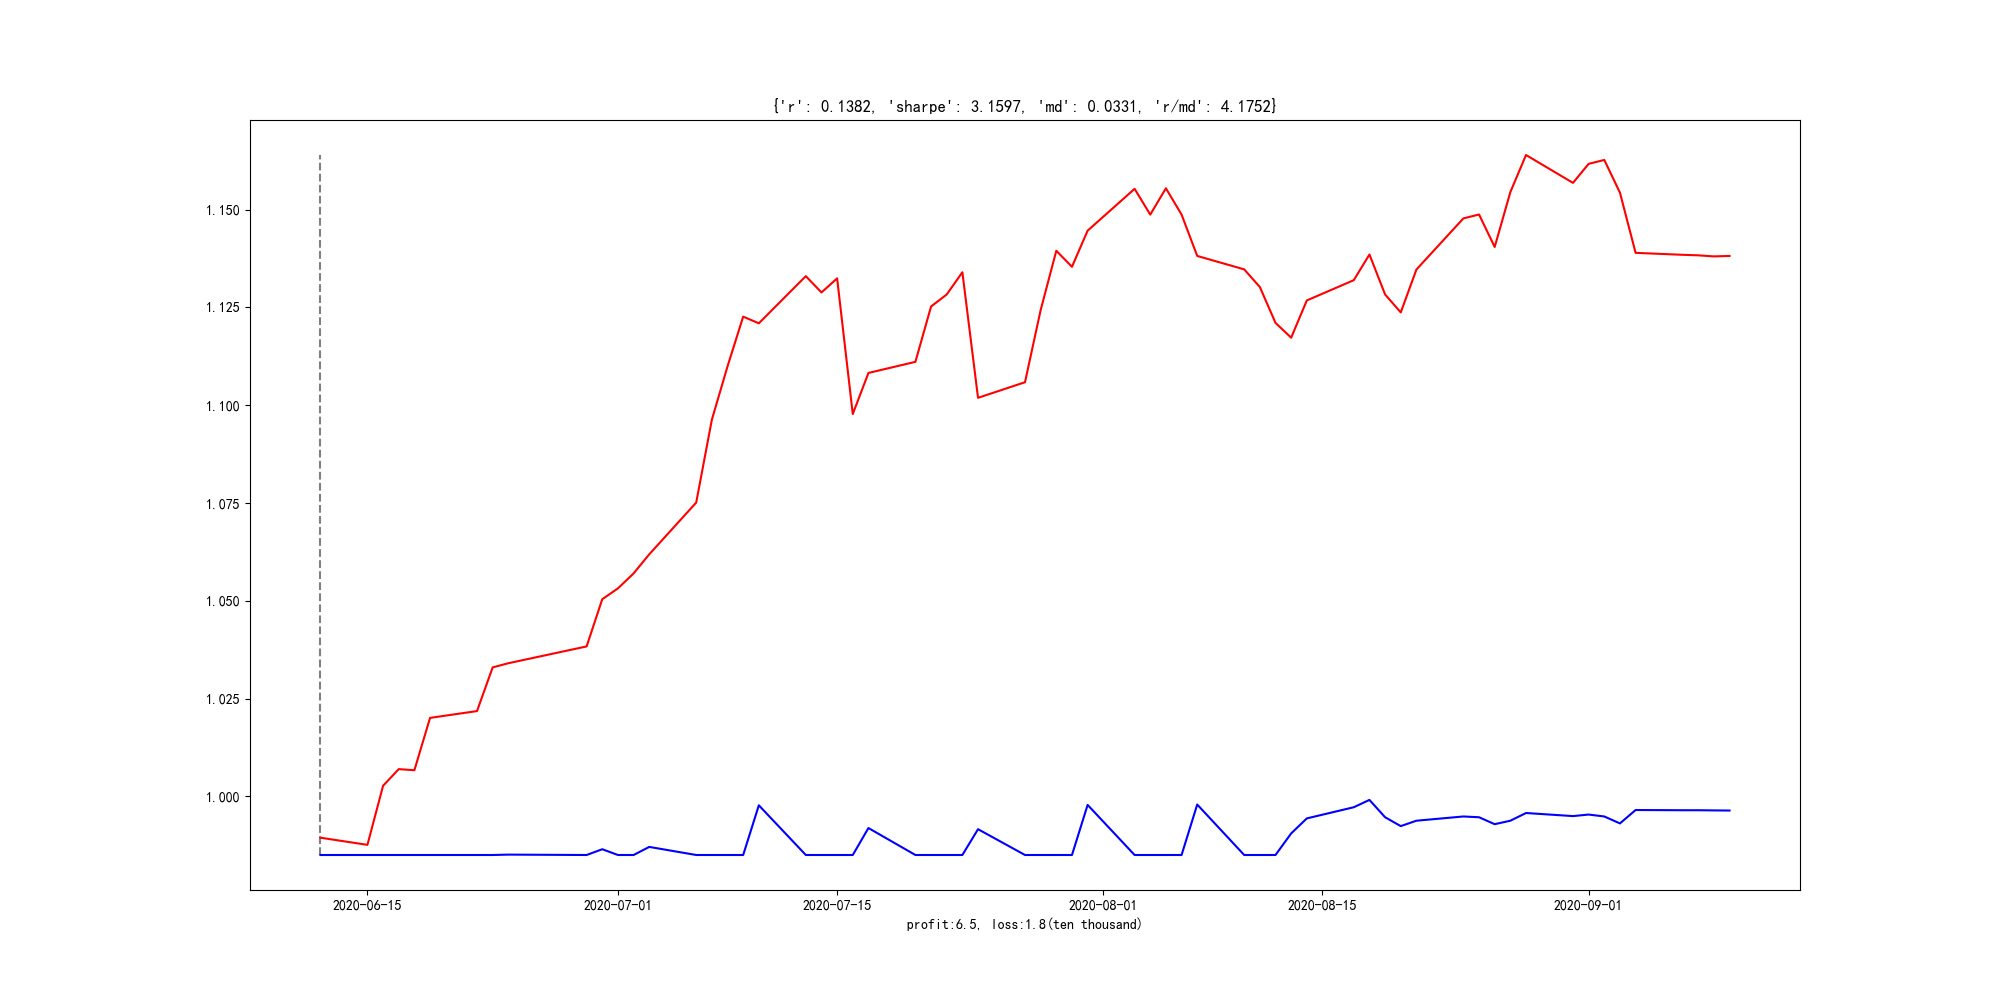 {'r': 0.1382, 'sharpe': 3.1597, 'md': 0.0331, 'r/md': 4.1752}
1.150
1.125
1.100
1.075
1.050
1.025
1.000
2020-06-15 2020-07-01 2020-07-15 2020-08-01 2020-08-15 2020-09-01
profit:6.5, loss:1.8(ten thousand)